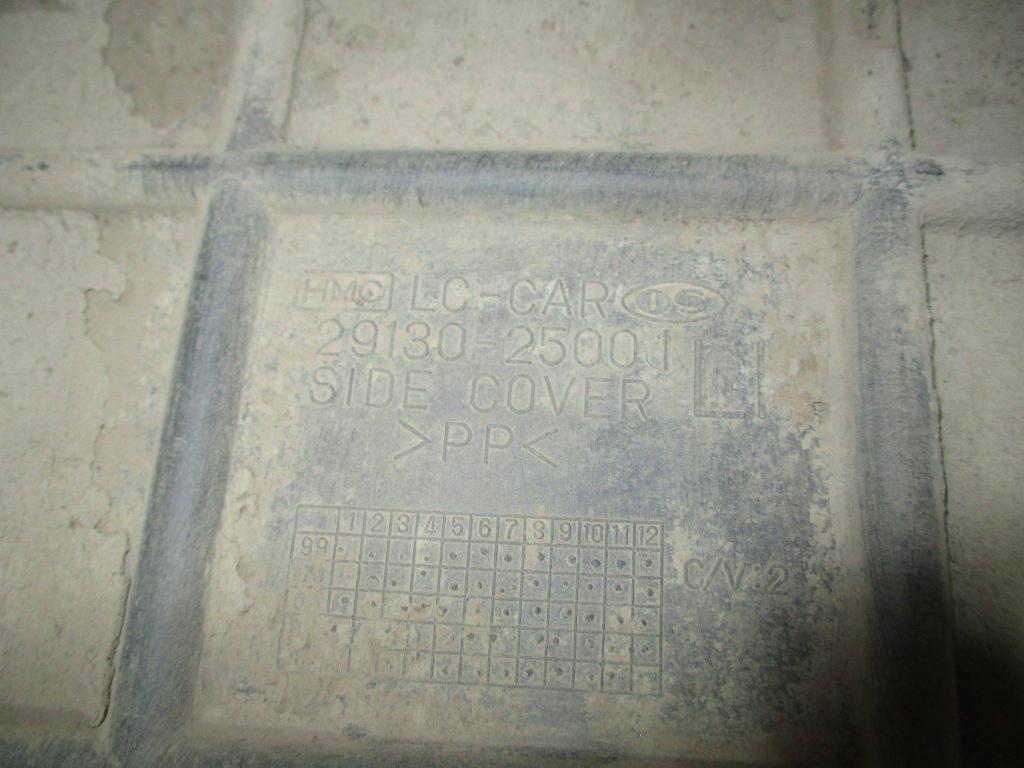 HMC LC-CAR
29130-25001
SIDE COVER
>PP<
1 2 3 4 5 6 7 8 9 10 11 12
99
C/V:2